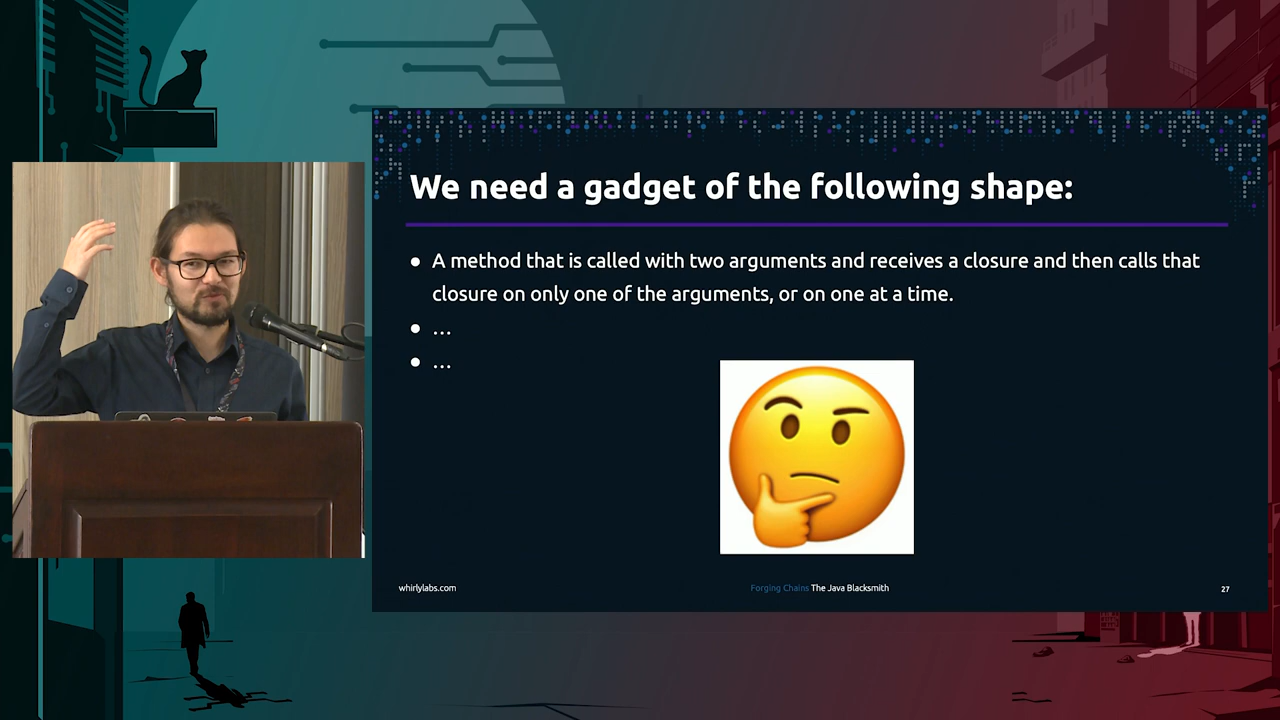 We need a gadget of the following shape:
● A method that is called with two arguments and receives a closure and then calls that
closure on only one of the arguments, or on one at a time.
● ...
● ...
whirlylabs.com
Forging Chains The Java Blacksmith
27